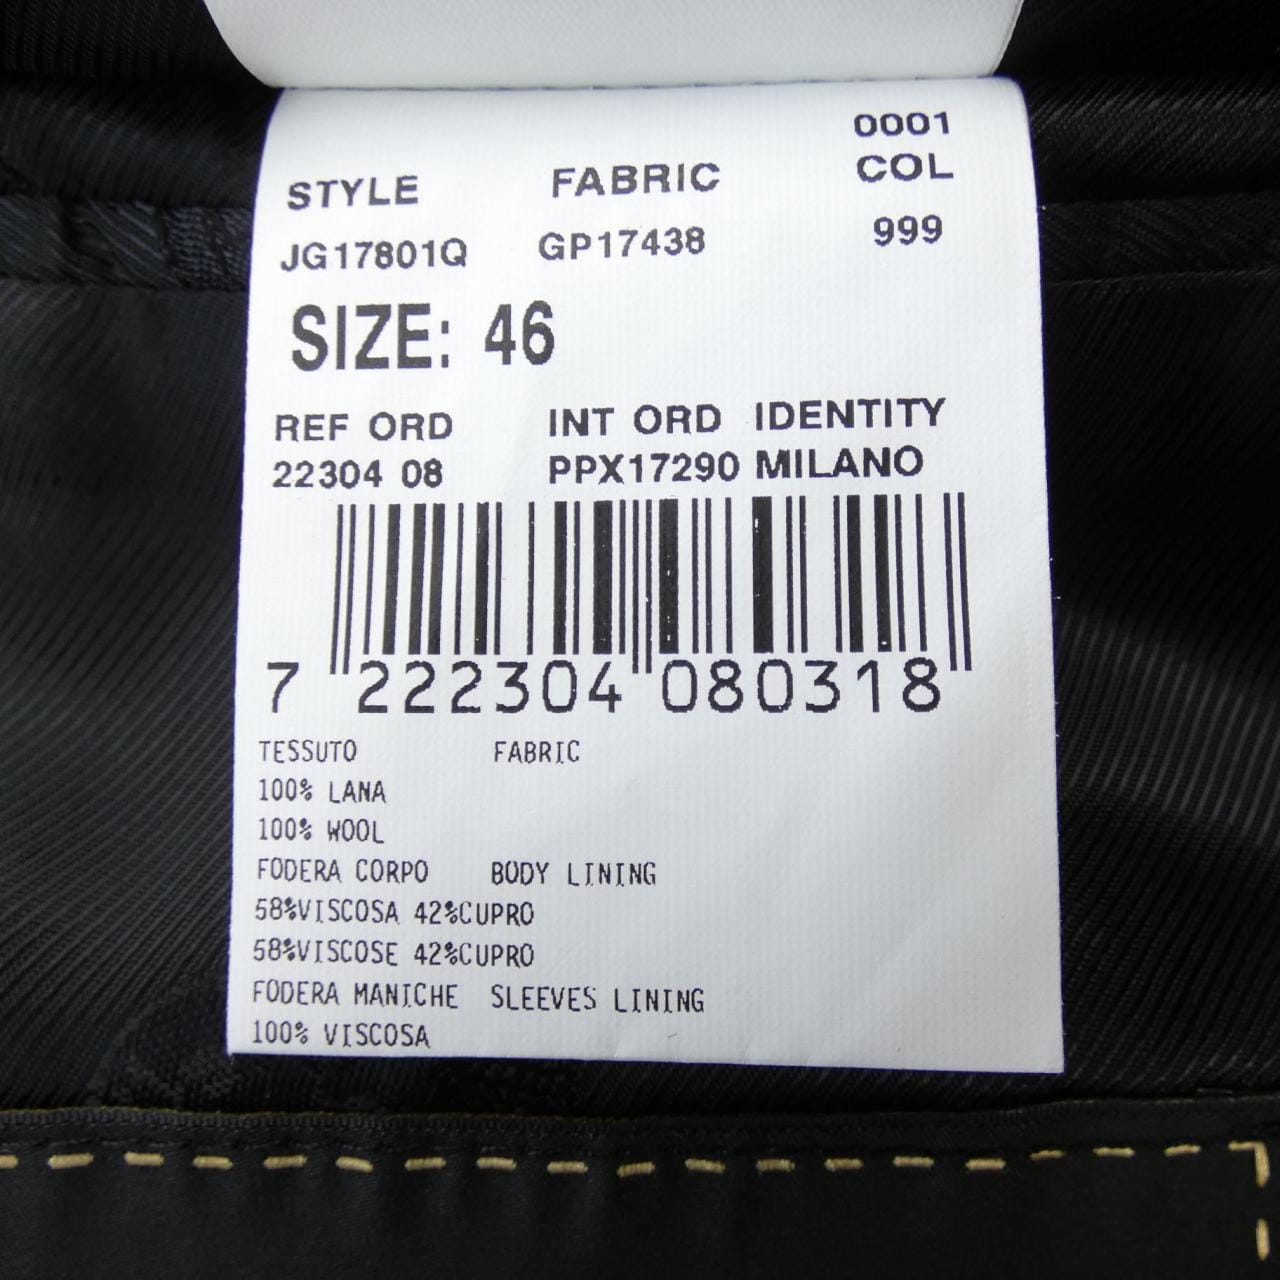 0001
STYLE FABRIC COL
JG17801Q GP17438 999
SIZE: 46
REF ORD INT ORD IDENTITY
22304 08 PPX17290 MILANO
7 222304 080318
TESSUTO FABRIC
100% LANA
100% WOOL
FODERA CORPO BODY LINING
58%VISCOSA 42%CUPRO
58%VISCOSE 42%CUPRO
FODERA MANICHE SLEEVES LINING
100% VISCOSA